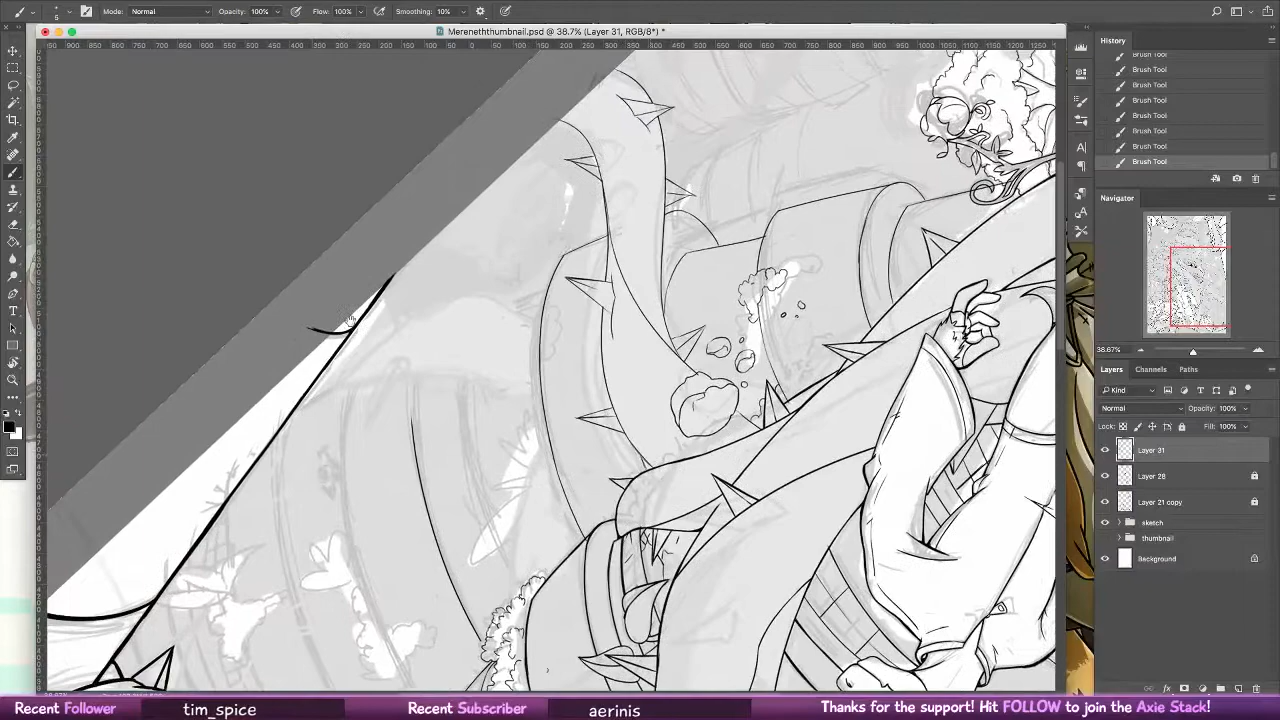 Mode: Normal Opacity: 100% Flow: 100% Smoothing: 10%
Mereneththumbnail.psd @ 38.7% (Layer 31, RGB/8*) *
History
Brush Tool
Brush Tool
Brush Tool
Brush Tool
Brush Tool
Brush Tool
Brush Tool
Brush Tool
Navigator
38.67%
Layers Channels Paths
Kind
Normal Opacity: 100%
Lock: Fill: 100%
Layer 31
Layer 28
Layer 21 copy
sketch
thumbnail
Background
Recent Follower tim_spice Recent Subscriber aerinis Thanks for the support! Hit FOLLOW to join the Axie Stack!